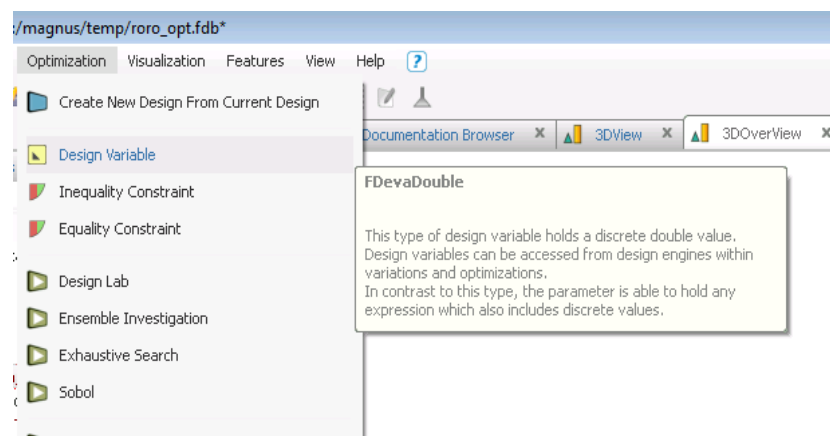 :/magnus/temp/roro_opt.fdb*
Optimization Visualization Features View Help ?
Create New Design From Current Design
Documentation Browser x 3DView x 3DOverView x
Design Variable
Inequality Constraint
Equality Constraint
Design Lab
Ensemble Investigation
Exhaustive Search
Sobol
FDevaDouble
This type of design variable holds a discrete double value.
Design variables can be accessed from design engines within
variations and optimizations.
In contrast to this type, the parameter is able to hold any
expression which also includes discrete values.